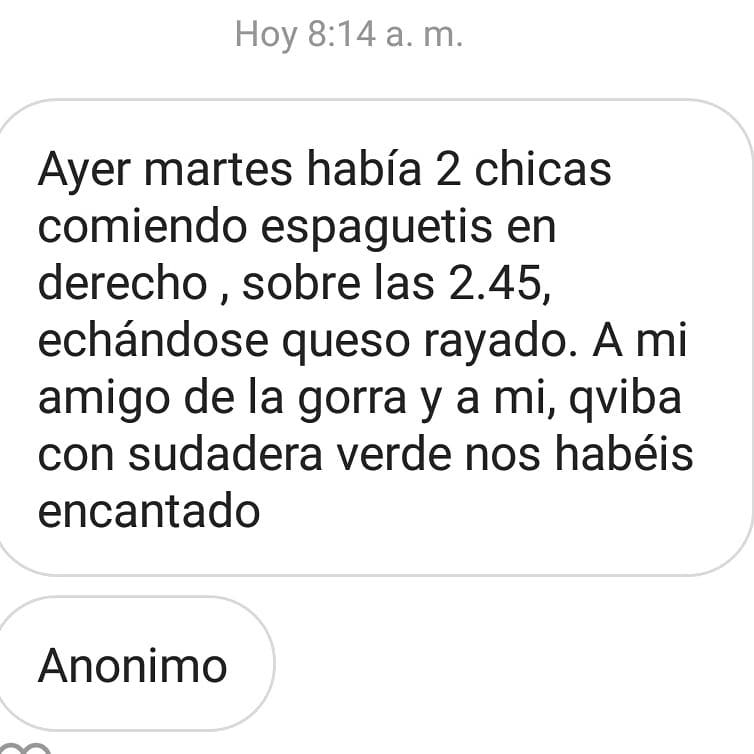 Hoy 8:14 a. m.
Ayer martes había 2 chicas
comiendo espaguetis en
derecho , sobre las 2.45,
echándose queso rayado. A mi
amigo de la gorra y a mi, qviba
con sudadera verde nos habéis
encantado
Anonimo